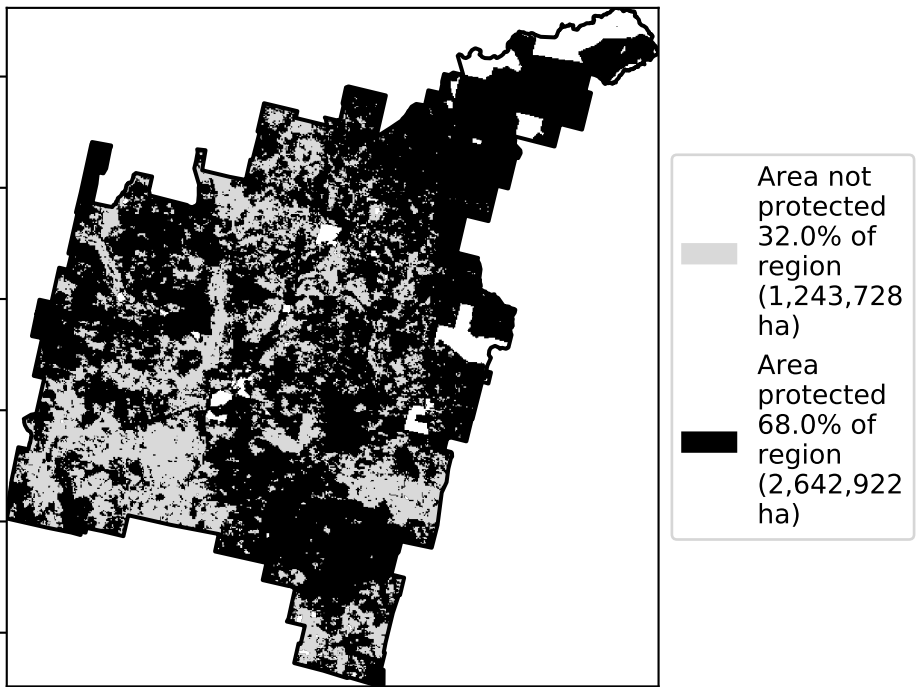 Area not
protected
32.0% of
region
(1,243,728
ha)
Area
protected
68.0% of
region
(2,642,922
ha)